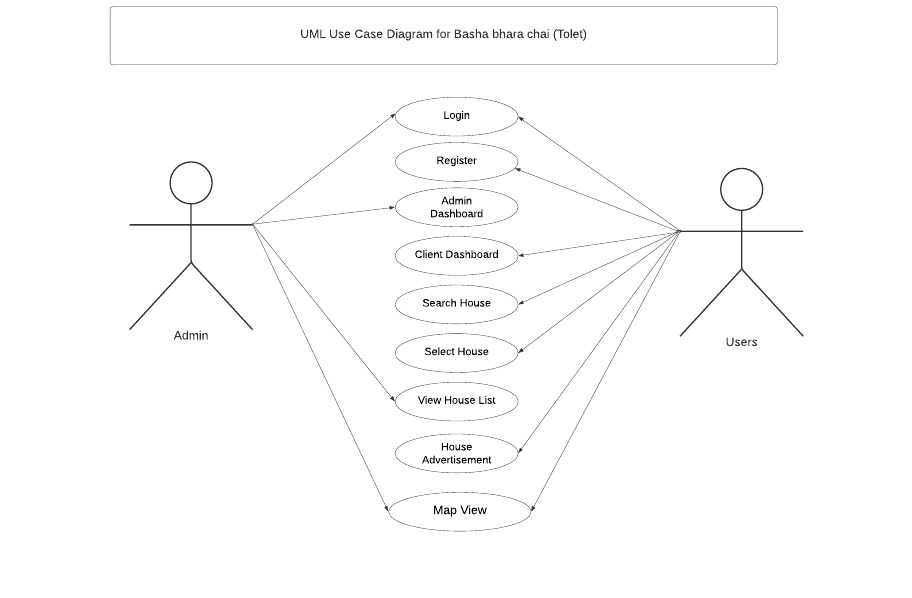 UML Use Case Diagram for Basha bhara chai (Tolet)
Login
Register
Admin
Dashboard
Client Dashboard
Search House
Select House
View House List
House
Advertisement
Map View
Admin
Users